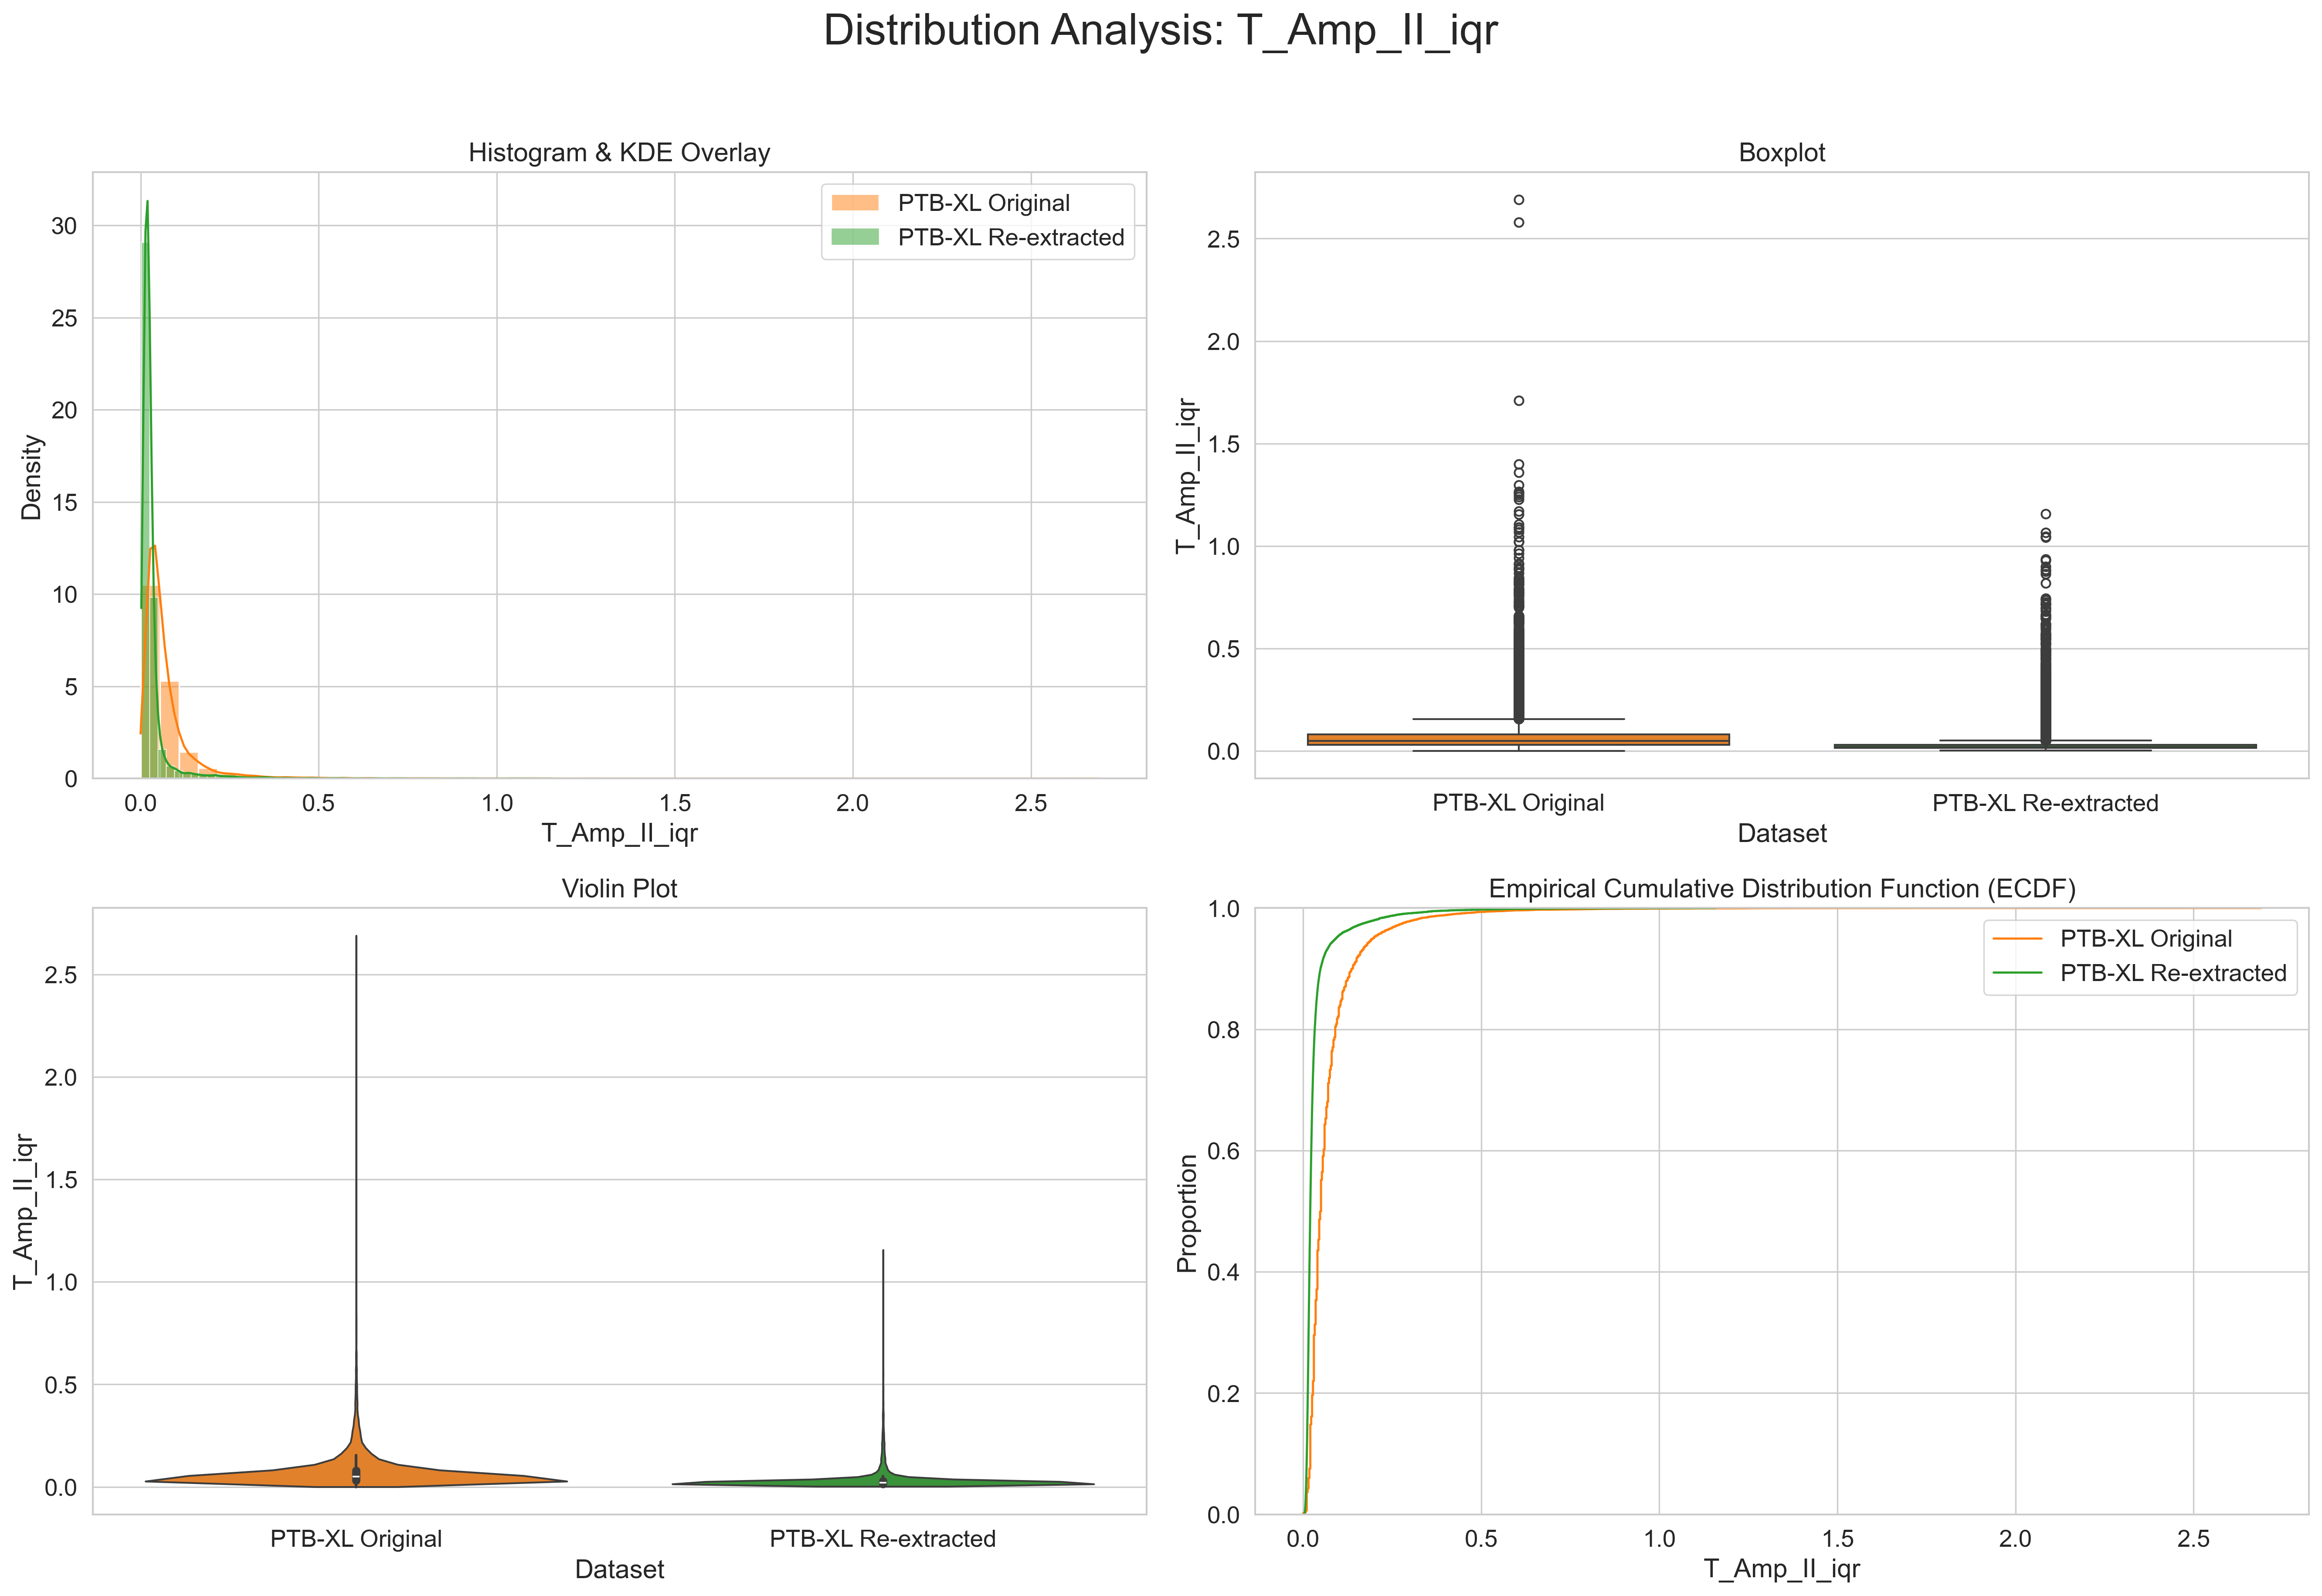 Distribution Analysis: T_Amp_II_iqr
Histogram & KDE Overlay
PTB-XL Original
PTB-XL Re-extracted
Density
30
25
20
15
10
5
0
0.0 0.5 1.0 1.5 2.0 2.5
T_Amp_II_iqr
Boxplot
T_Amp_II_iqr
2.5
2.0
1.5
1.0
0.5
0.0
PTB-XL Original PTB-XL Re-extracted
Dataset
Violin Plot
T_Amp_II_iqr
2.5
2.0
1.5
1.0
0.5
0.0
PTB-XL Original PTB-XL Re-extracted
Dataset
Empirical Cumulative Distribution Function (ECDF)
PTB-XL Original
PTB-XL Re-extracted
Proportion
1.0
0.8
0.6
0.4
0.2
0.0
0.0 0.5 1.0 1.5 2.0 2.5
T_Amp_II_iqr